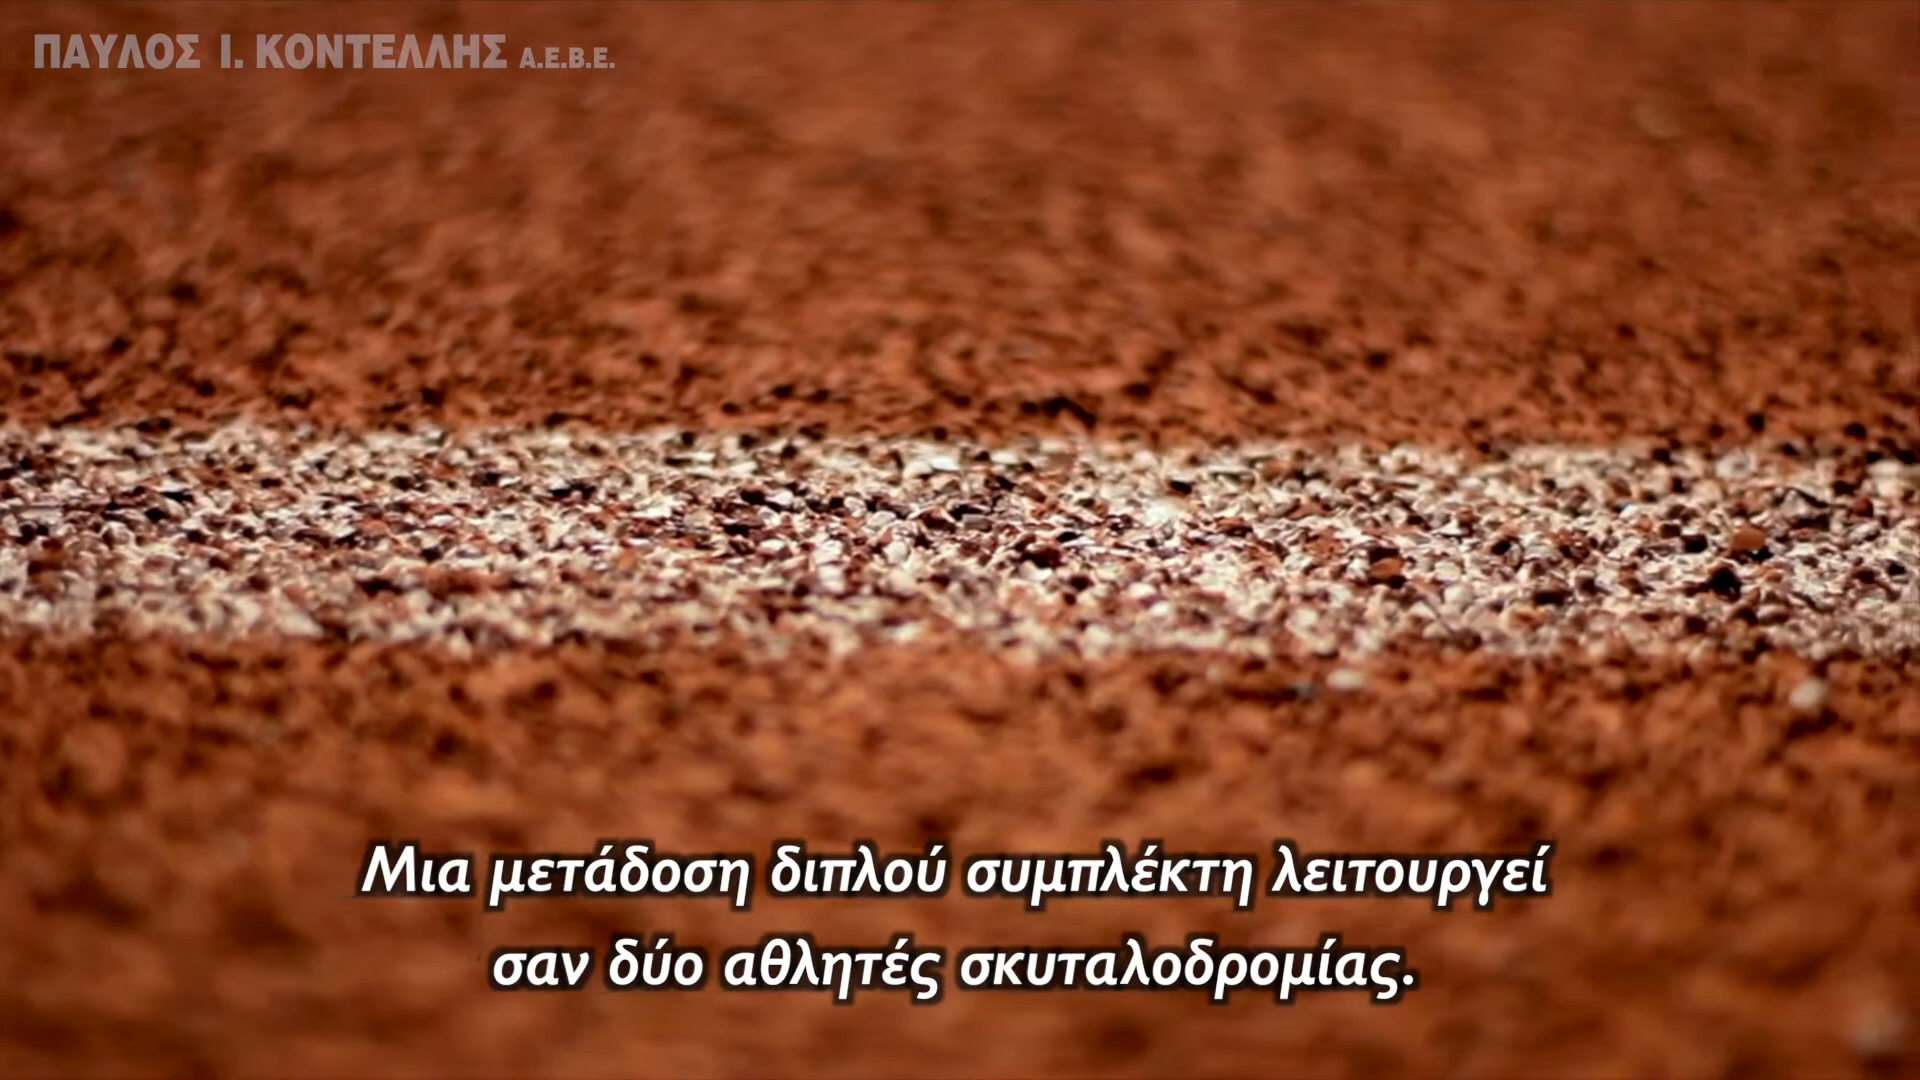 ΠΑΥΛΟΣ Ι. ΚΟΝΤΕΛΛΗΣ Α.Ε.Β.Ε.
Μια μετάδοση διπλού συμπλέκτη λειτουργεί
σαν δύο αθλητές σκυταλοδρομίας.